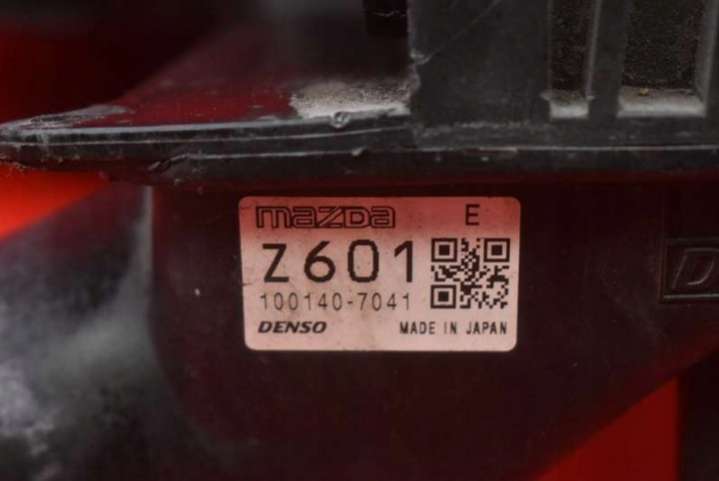 mazda E
Z601
100140-7041
DENSO MADE IN JAPAN
D